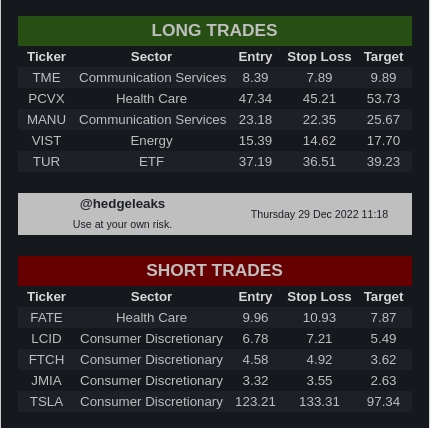 LONG TRADES
Ticker Sector Entry Stop Loss Target
TME Communication Services 8.39 7.89 9.89
PCVX Health Care 47.34 45.21 53.73
MANU Communication Services 23.18 22.35 25.67
VIST Energy 15.39 14.62 17.70
TUR ETF 37.19 36.51 39.23
@hedgeleaks
Use at your own risk.
Thursday 29 Dec 2022 11:18
SHORT TRADES
Ticker Sector Entry Stop Loss Target
FATE Health Care 9.96 10.93 7.87
LCID Consumer Discretionary 6.78 7.21 5.49
FTCH Consumer Discretionary 4.58 4.92 3.62
JMIA Consumer Discretionary 3.32 3.55 2.63
TSLA Consumer Discretionary 123.21 133.31 97.34